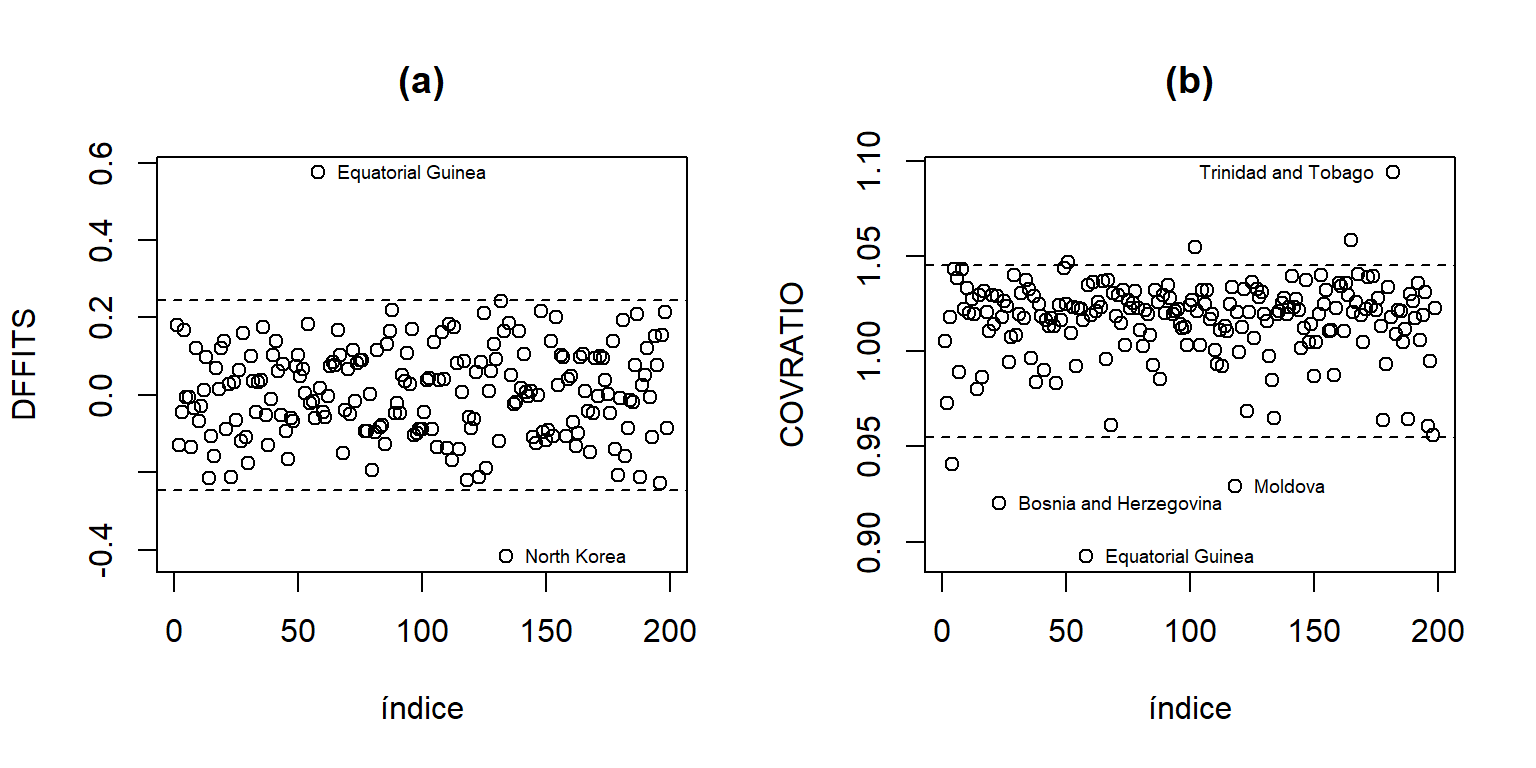 (a)
DFFITS
0.6
0.4
0.2
0.0
-0.4
Equatorial Guinea
North Korea
0 50 100 150 200
índice
(b)
COVRATIO
1.10
1.05
1.00
0.95
0.90
Trinidad and Tobago
Moldova
Bosnia and Herzegovina
Equatorial Guinea
0 50 100 150 200
índice